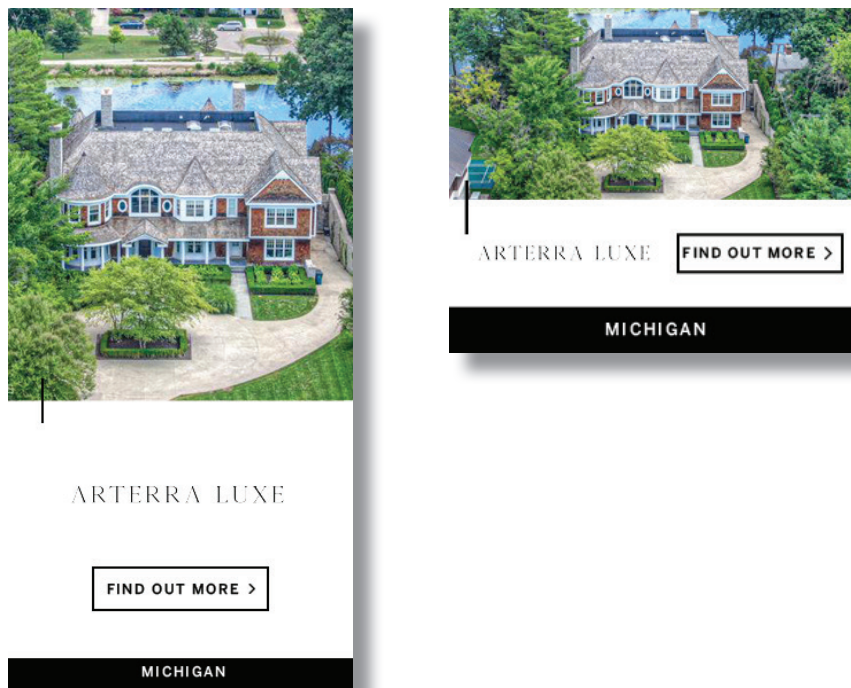 ARTERRA LUXE
FIND OUT MORE >
MICHIGAN
ARTERRA LUXE
FIND OUT MORE >
MICHIGAN